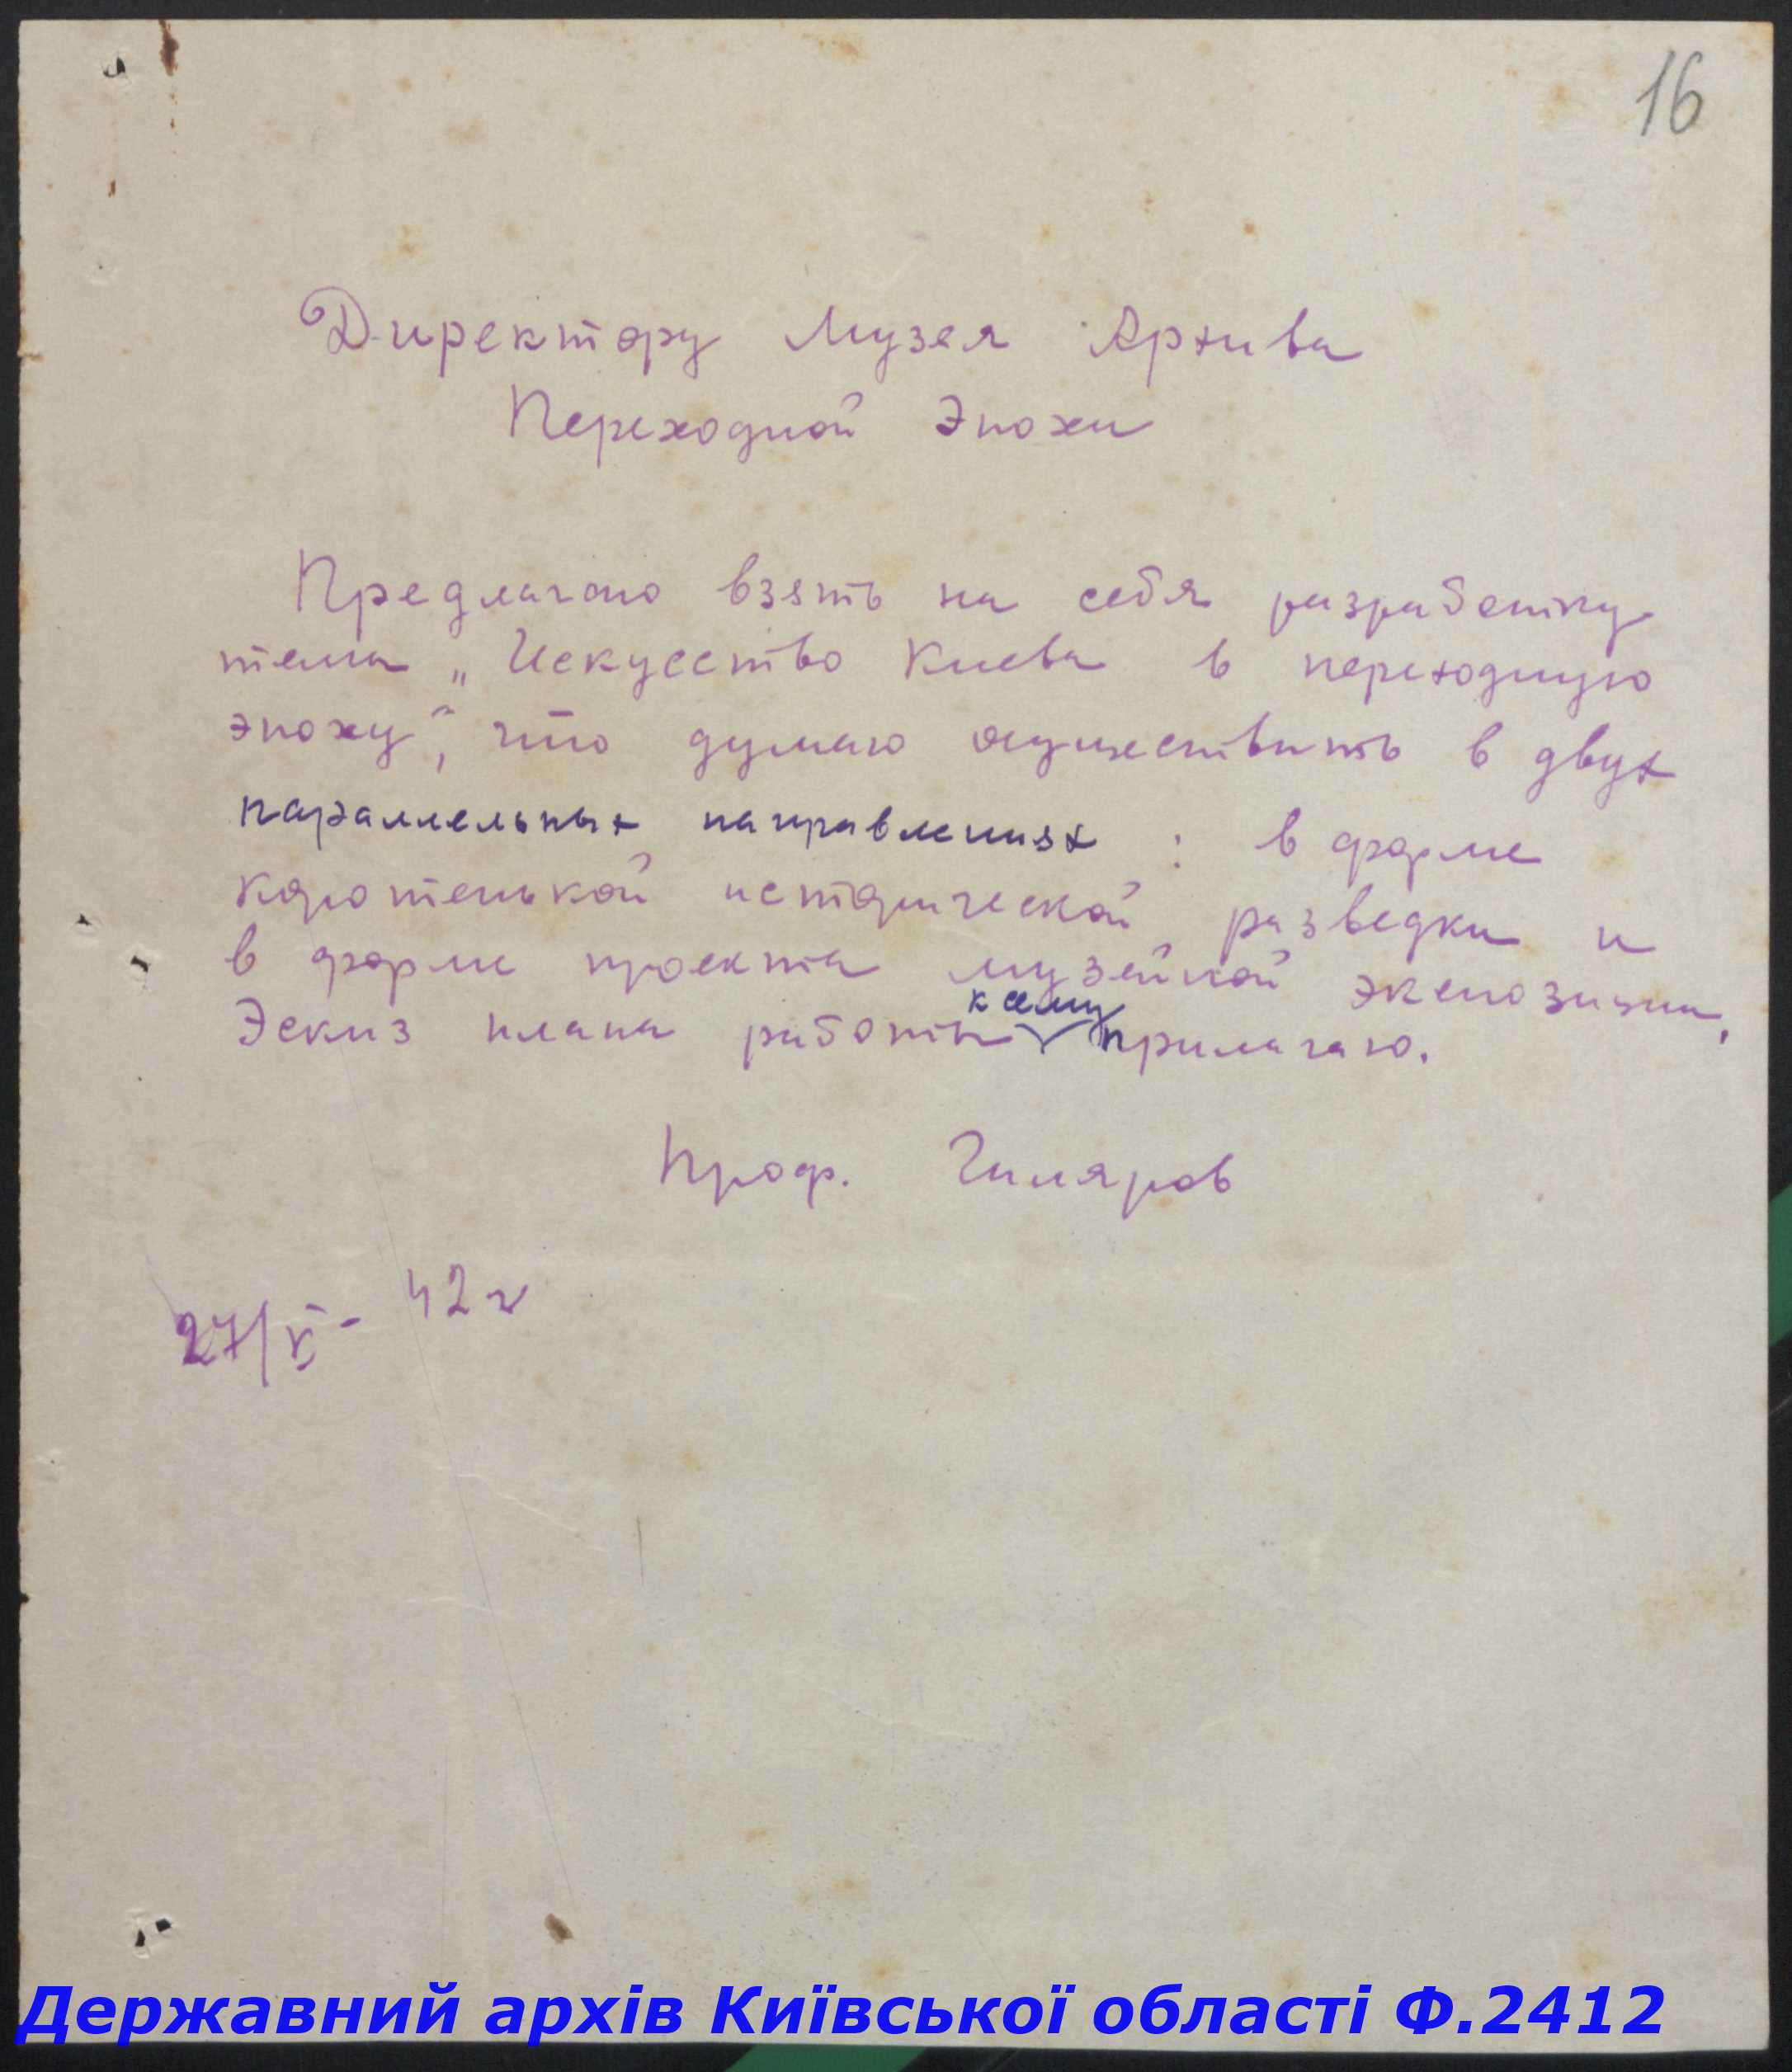 16
Директору Музея Архива
Переходной Эпохи
Предлагаю взять на себя разработку
темы „Искусство Киева в переходную
эпоху“, что думаю осуществить в двух
параллельных направлениях : в форме
коротенькой исторической разведки и
в форме проекта музейной экспозиции.
к сему
Эскиз плана работы прилагаю.
Проф. Гиляров
42 г
27/
Державний архів Київської області Ф.2412